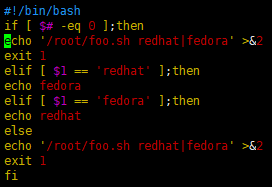 #!/bin/bash
if [ $# -eq 0 ];then
echo '/root/foo.sh redhat|fedora' >&2
exit 1
elif [ $1 == 'redhat' ];then
echo fedora
elif [ $1 == 'fedora' ];then
echo redhat
else
echo '/root/foo.sh redhat|fedora' >&2
exit 1
fi